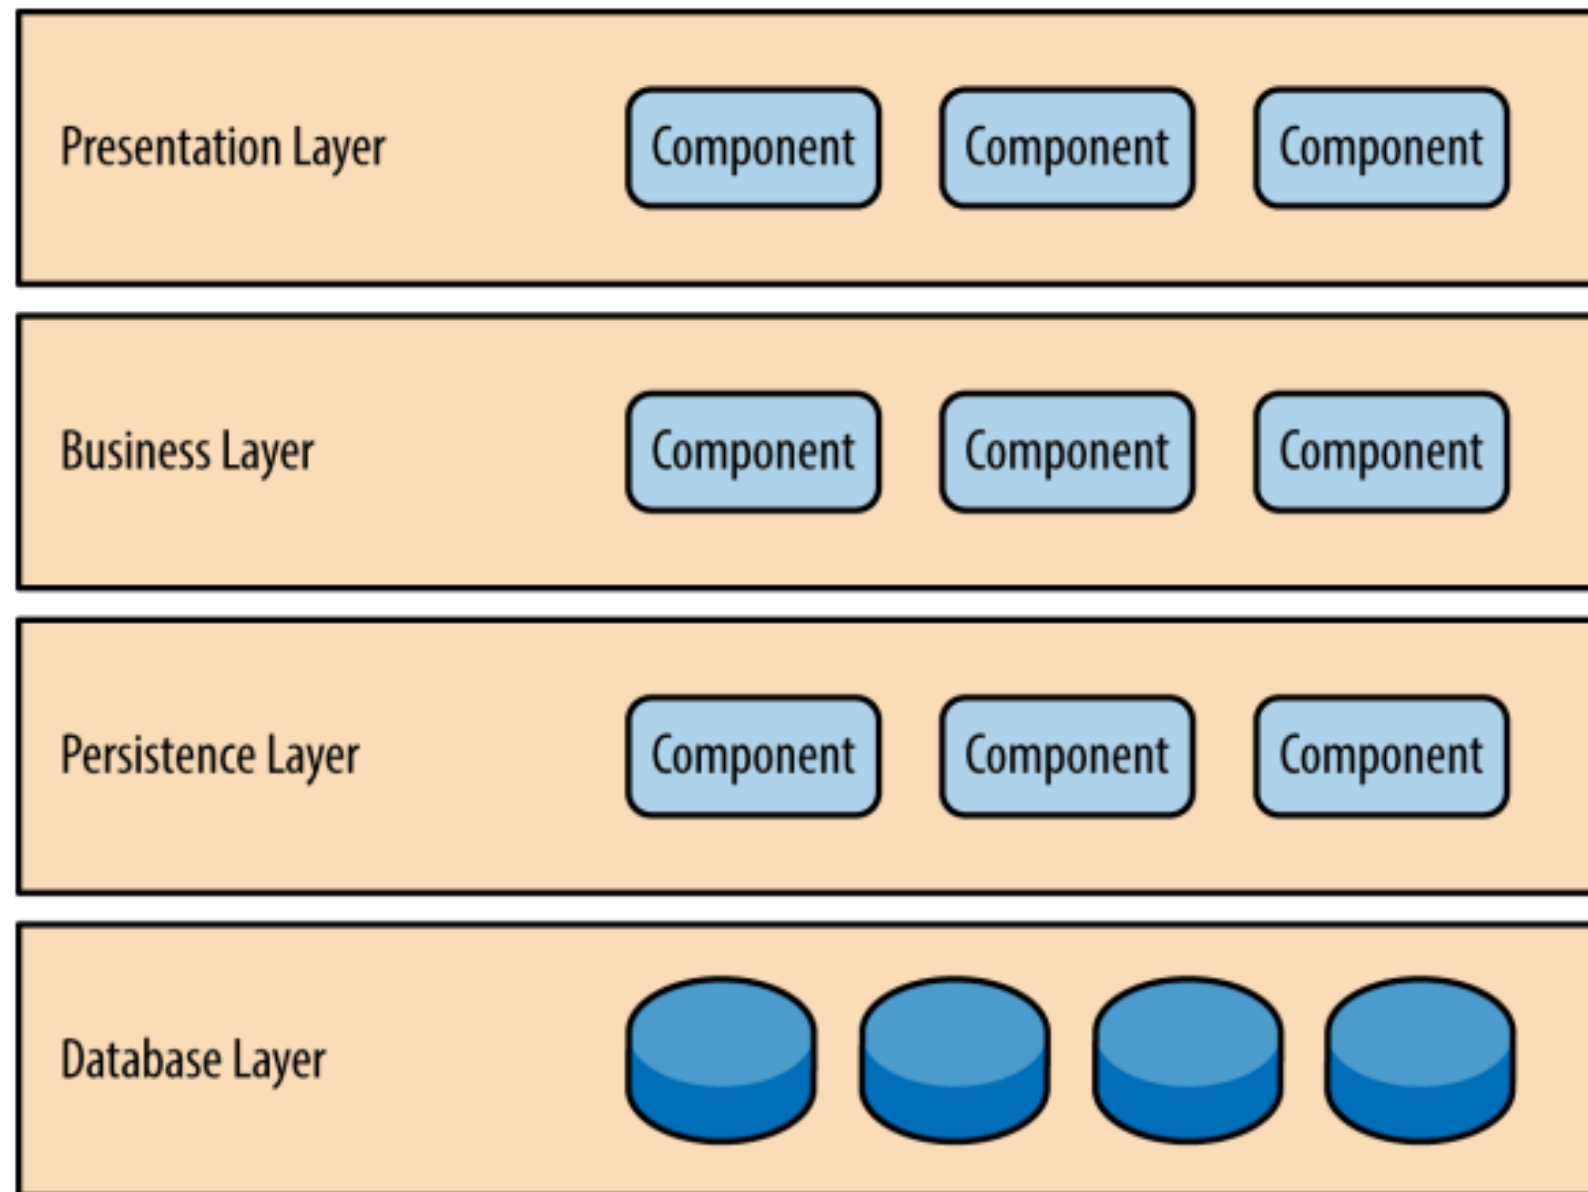 Presentation Layer Component Component Component
Business Layer Component Component Component
Persistence Layer Component Component Component
Database Layer